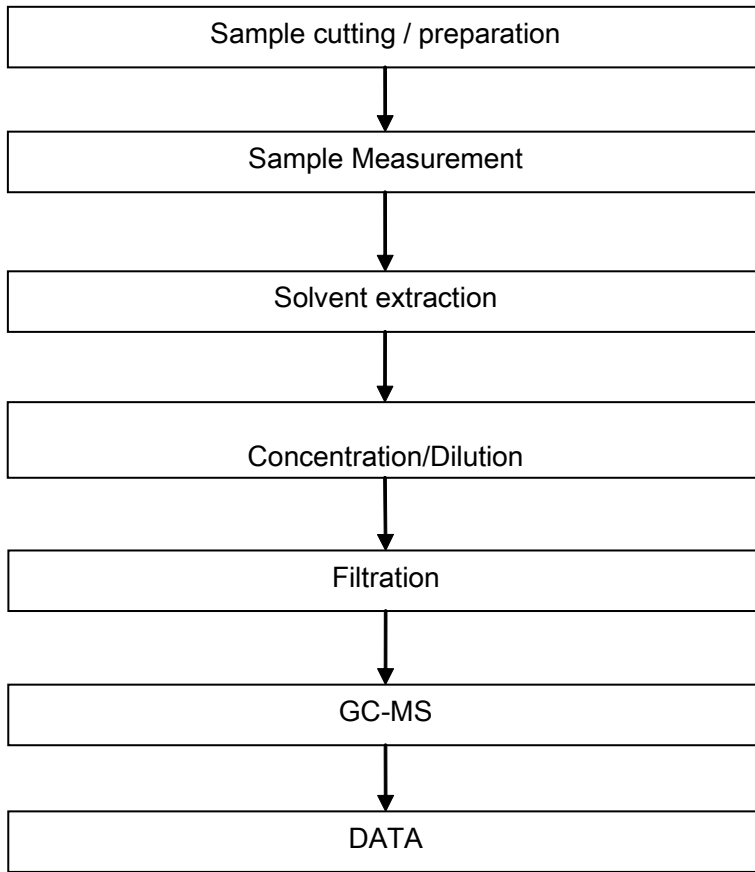 Sample cutting / preparation
Sample Measurement
Solvent extraction
Concentration/Dilution
Filtration
GC-MS
DATA